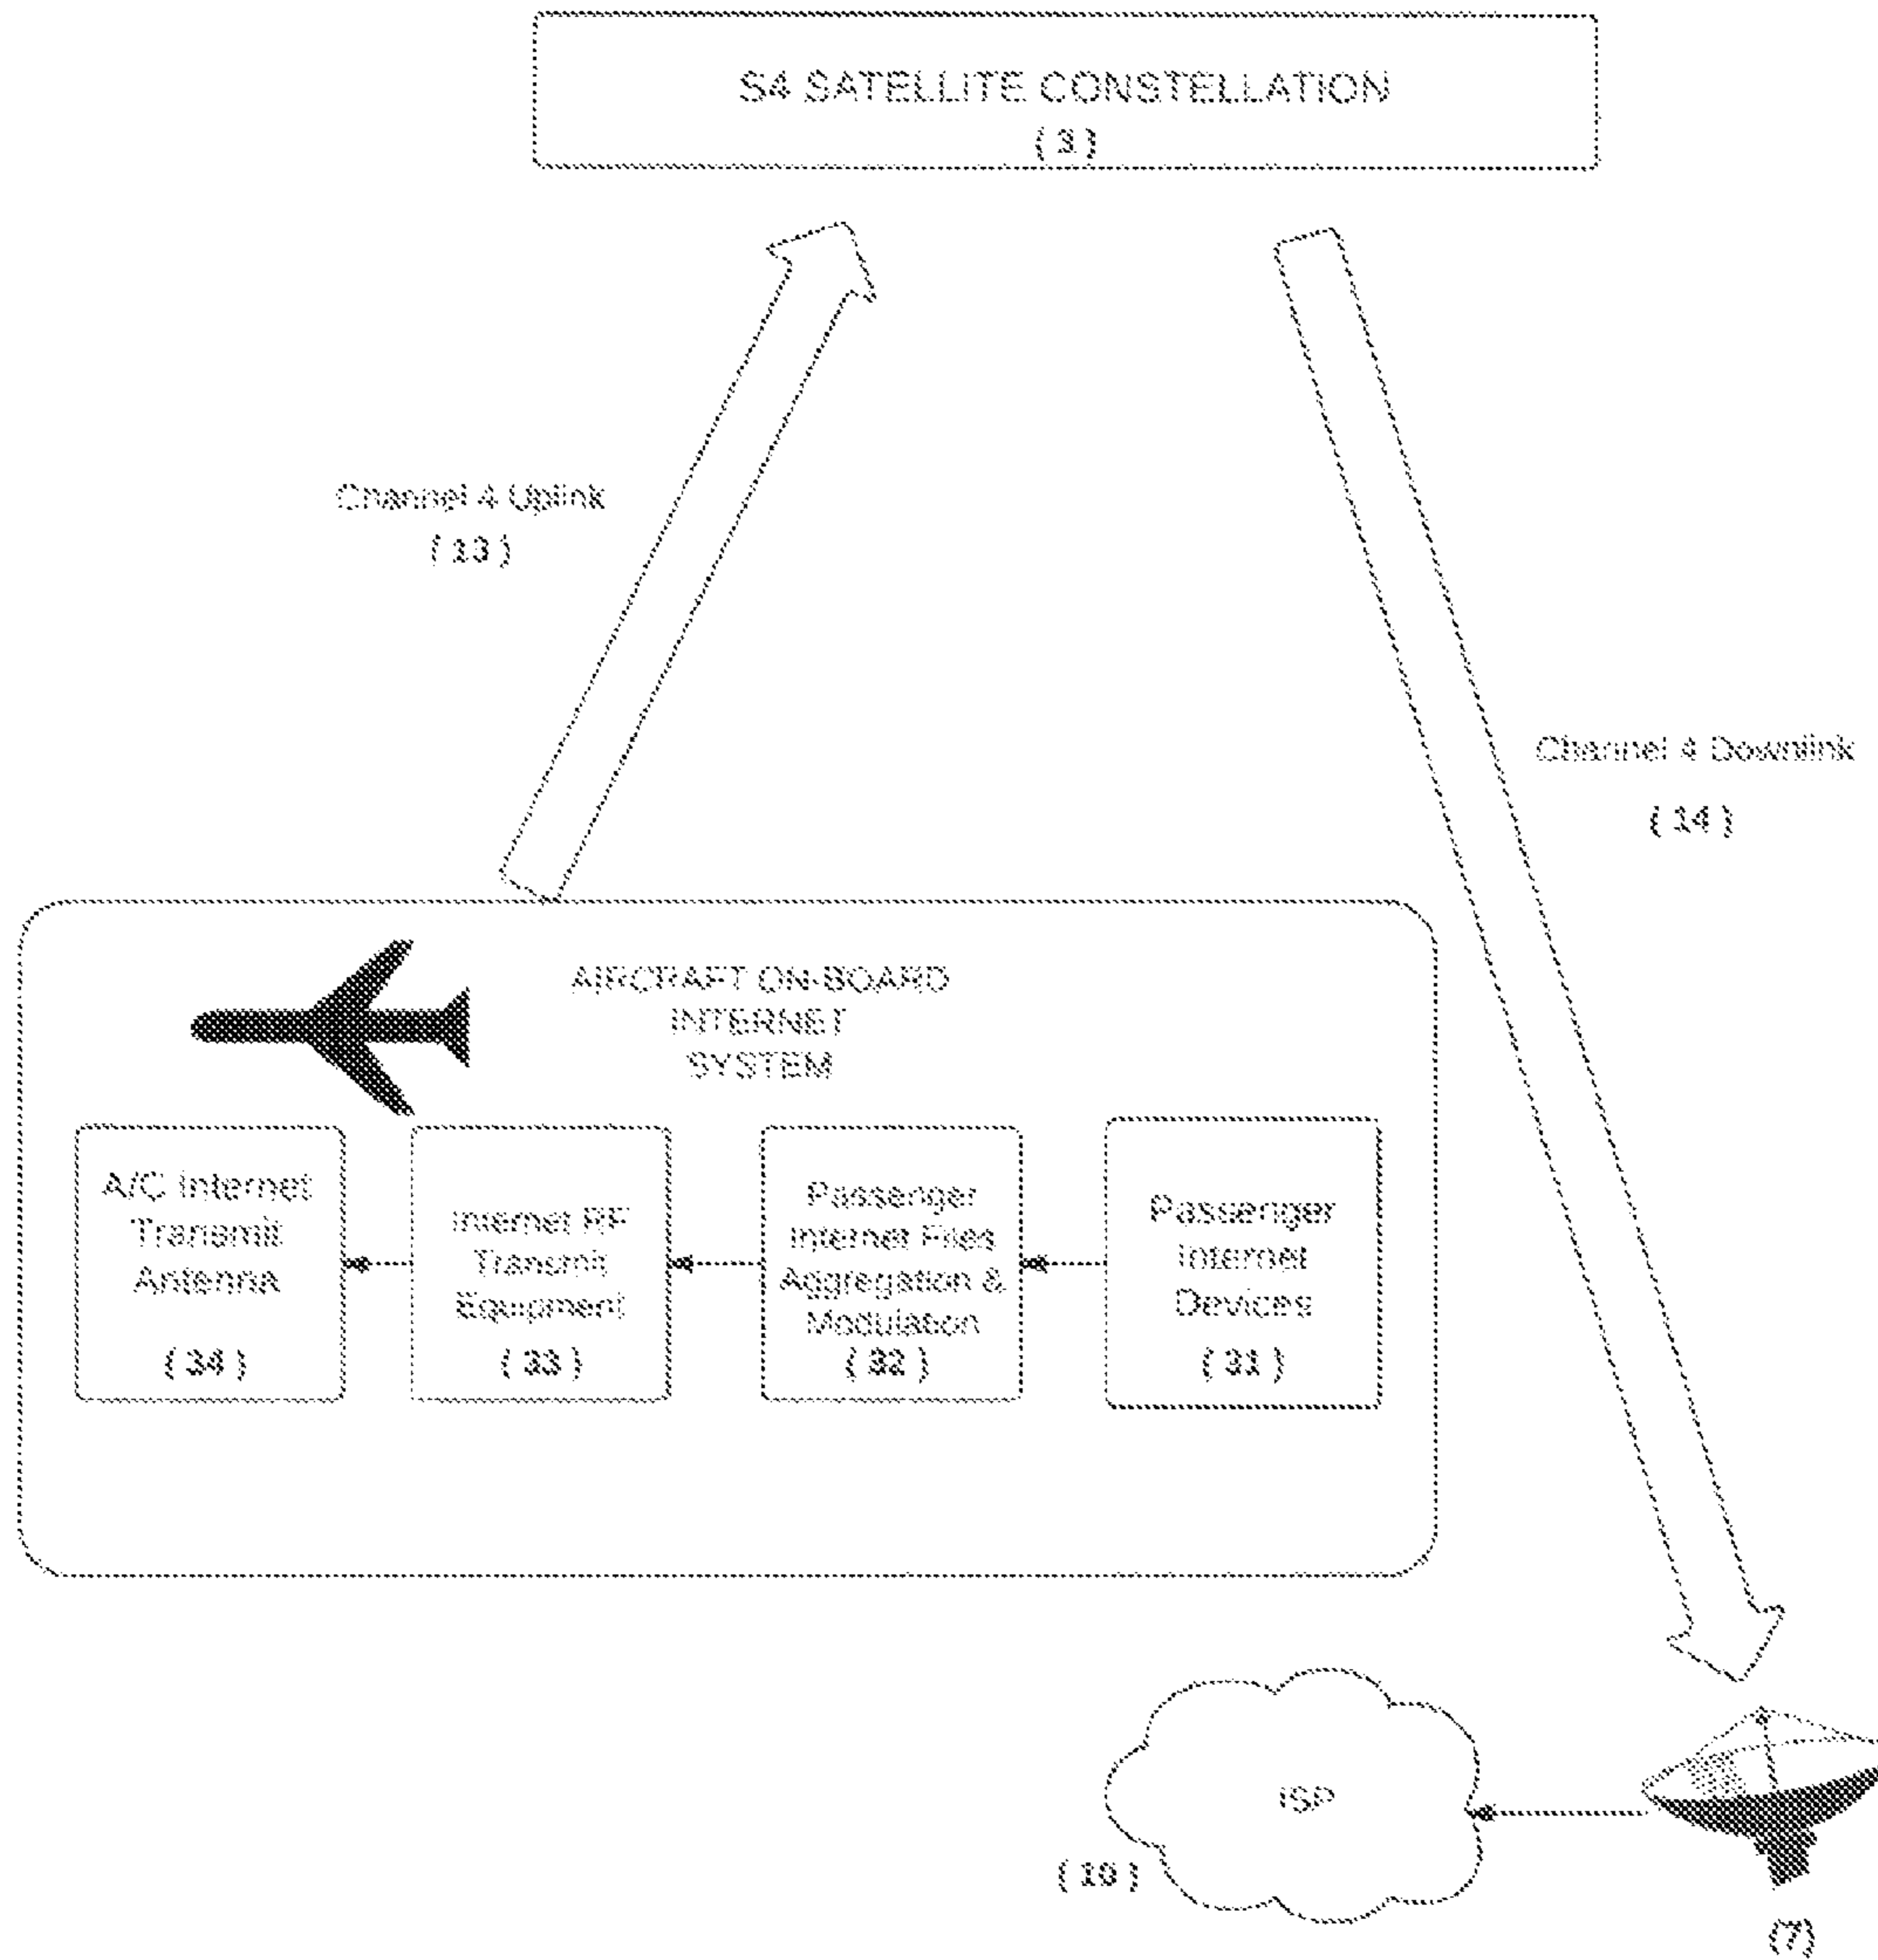 S4 SATELLITE CONSTELLATION
( 3 )
Channel 4 Uplink
( 13 )
Channel 4 Downlink
( 14 )
AIRCRAFT ON-BOARD
INTERNET
SYSTEM
A/C Internet
Transmit
Antenna
( 34 )
Internet RF
Transmit
Equipment
( 33 )
Passenger
Internet Files
Aggregation &
Modulation
( 32 )
Passenger
Internet
Devices
( 31 )
ISP
( 10 )
(7)